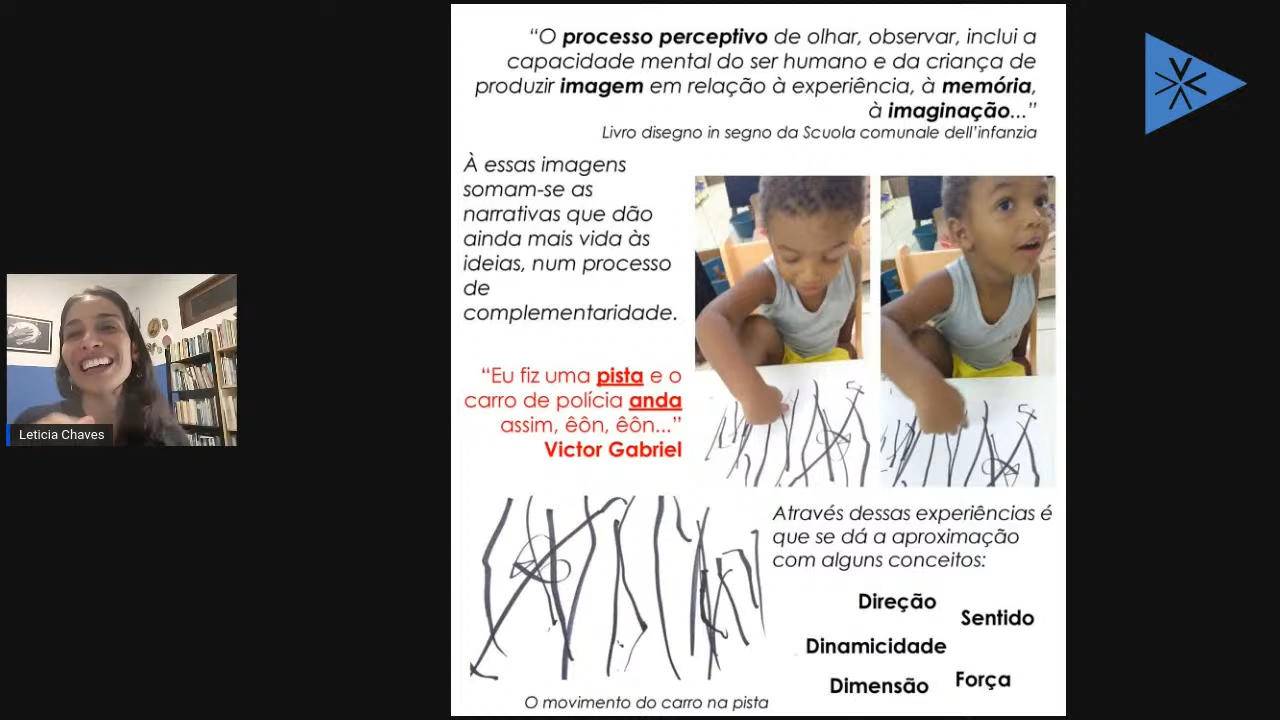 “O processo perceptivo de olhar, observar, inclui a
capacidade mental do ser humano e da criança de
produzir imagem em relação à experiência, à memória,
à imaginação...”
Livro disegno in segno da Scuola comunale dell’infanzia
À essas imagens
somam-se as
narrativas que dão
ainda mais vida às
ideias, num processo
de
complementaridade.
“Eu fiz uma pista e o
carro de polícia anda
assim, êôn, êôn...”
Victor Gabriel
Leticia Chaves
Através dessas experiências é
que se dá a aproximação
com alguns conceitos:
Direção
Sentido
Dinamicidade
Força
Dimensão
O movimento do carro na pista